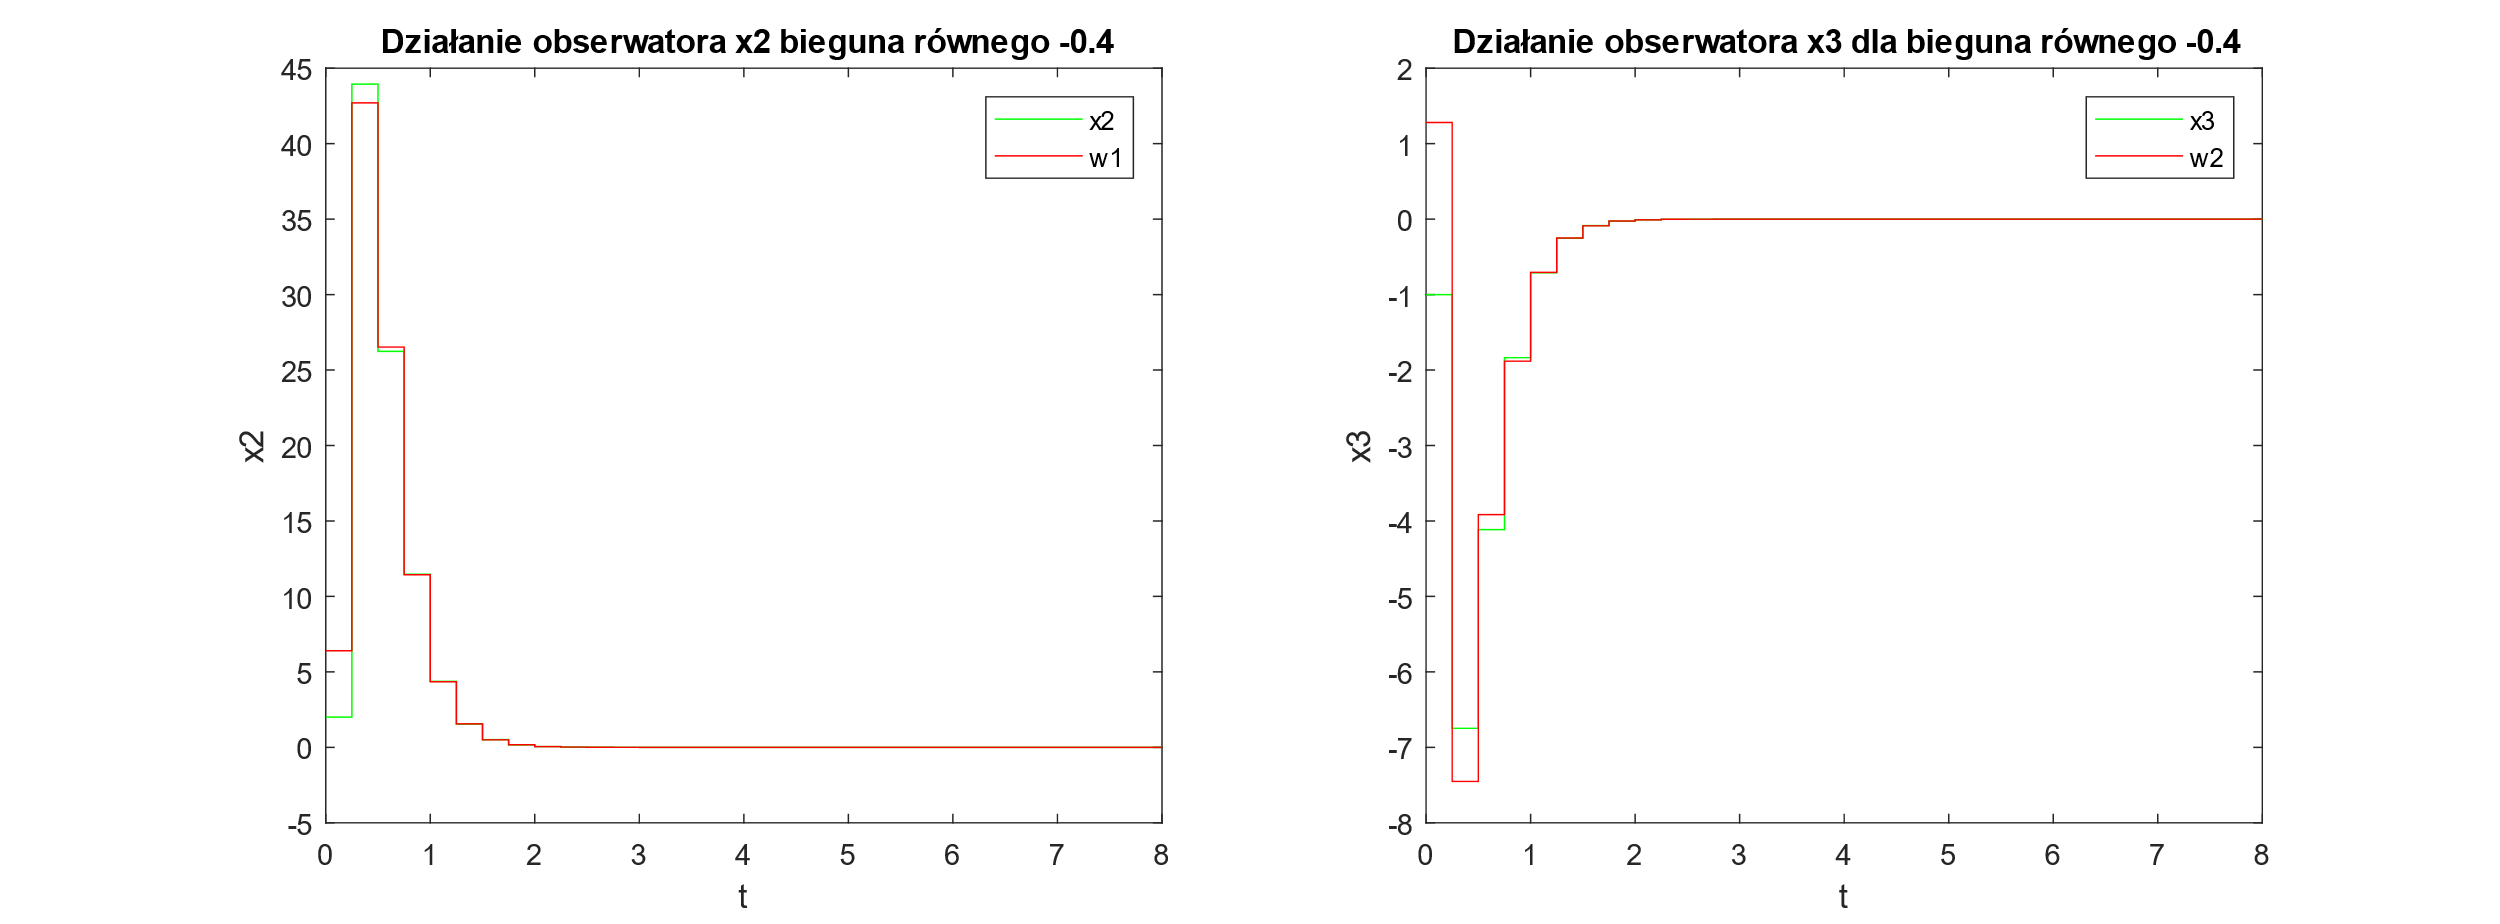 Działanie obserwatora x2 bieguna równego -0.4
45
40
35
30
25
20
15
10
5
0
-5
x2
x2
w1
0 1 2 3 4 5 6 7 8
t
Działanie obserwatora x3 dla bieguna równego -0.4
2
1
0
-1
-2
-3
-4
-5
-6
-7
-8
x3
x3
w2
0 1 2 3 4 5 6 7 8
t